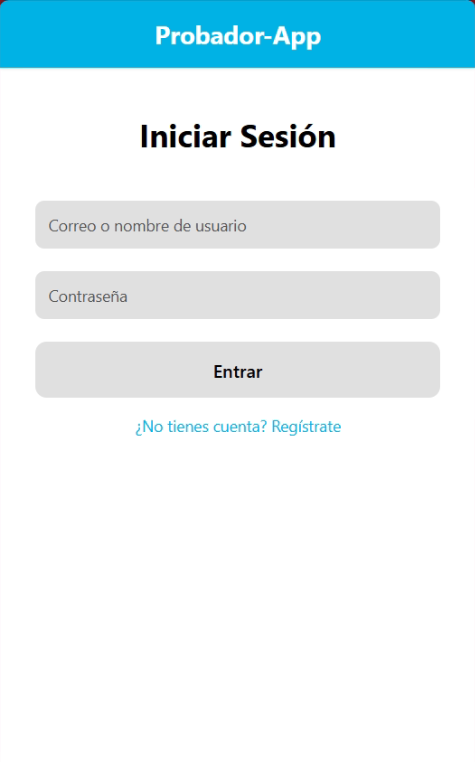 Probador-App
Iniciar Sesión
Correo o nombre de usuario
Contraseña
Entrar
¿No tienes cuenta? Regístrate